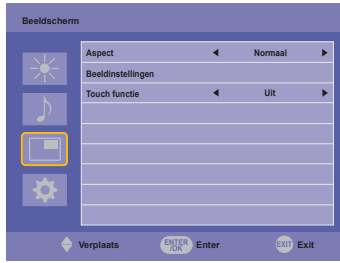 Beeldscherm
Aspect Normaal
Beeldinstellingen
Touch functie Uit
Verplaats ENTER /OK Enter EXIT Exit